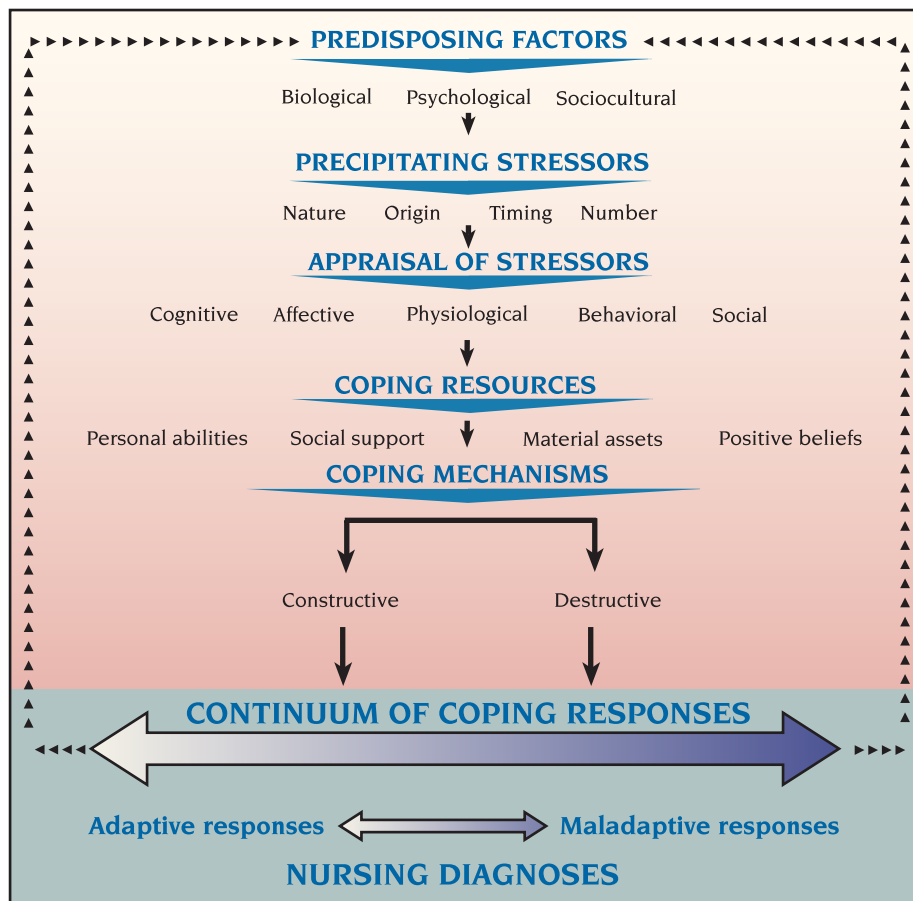 PREDISPOSING FACTORS
Biological Psychological Sociocultural
PRECIPITATING STRESSORS
Nature Origin Timing Number
APPRAISAL OF STRESSORS
Cognitive Affective Physiological Behavioral Social
COPING RESOURCES
Personal abilities Social support Material assets Positive beliefs
COPING MECHANISMS
Constructive Destructive
CONTINUUM OF COPING RESPONSES
Adaptive responses Maladaptive responses
NURSING DIAGNOSES